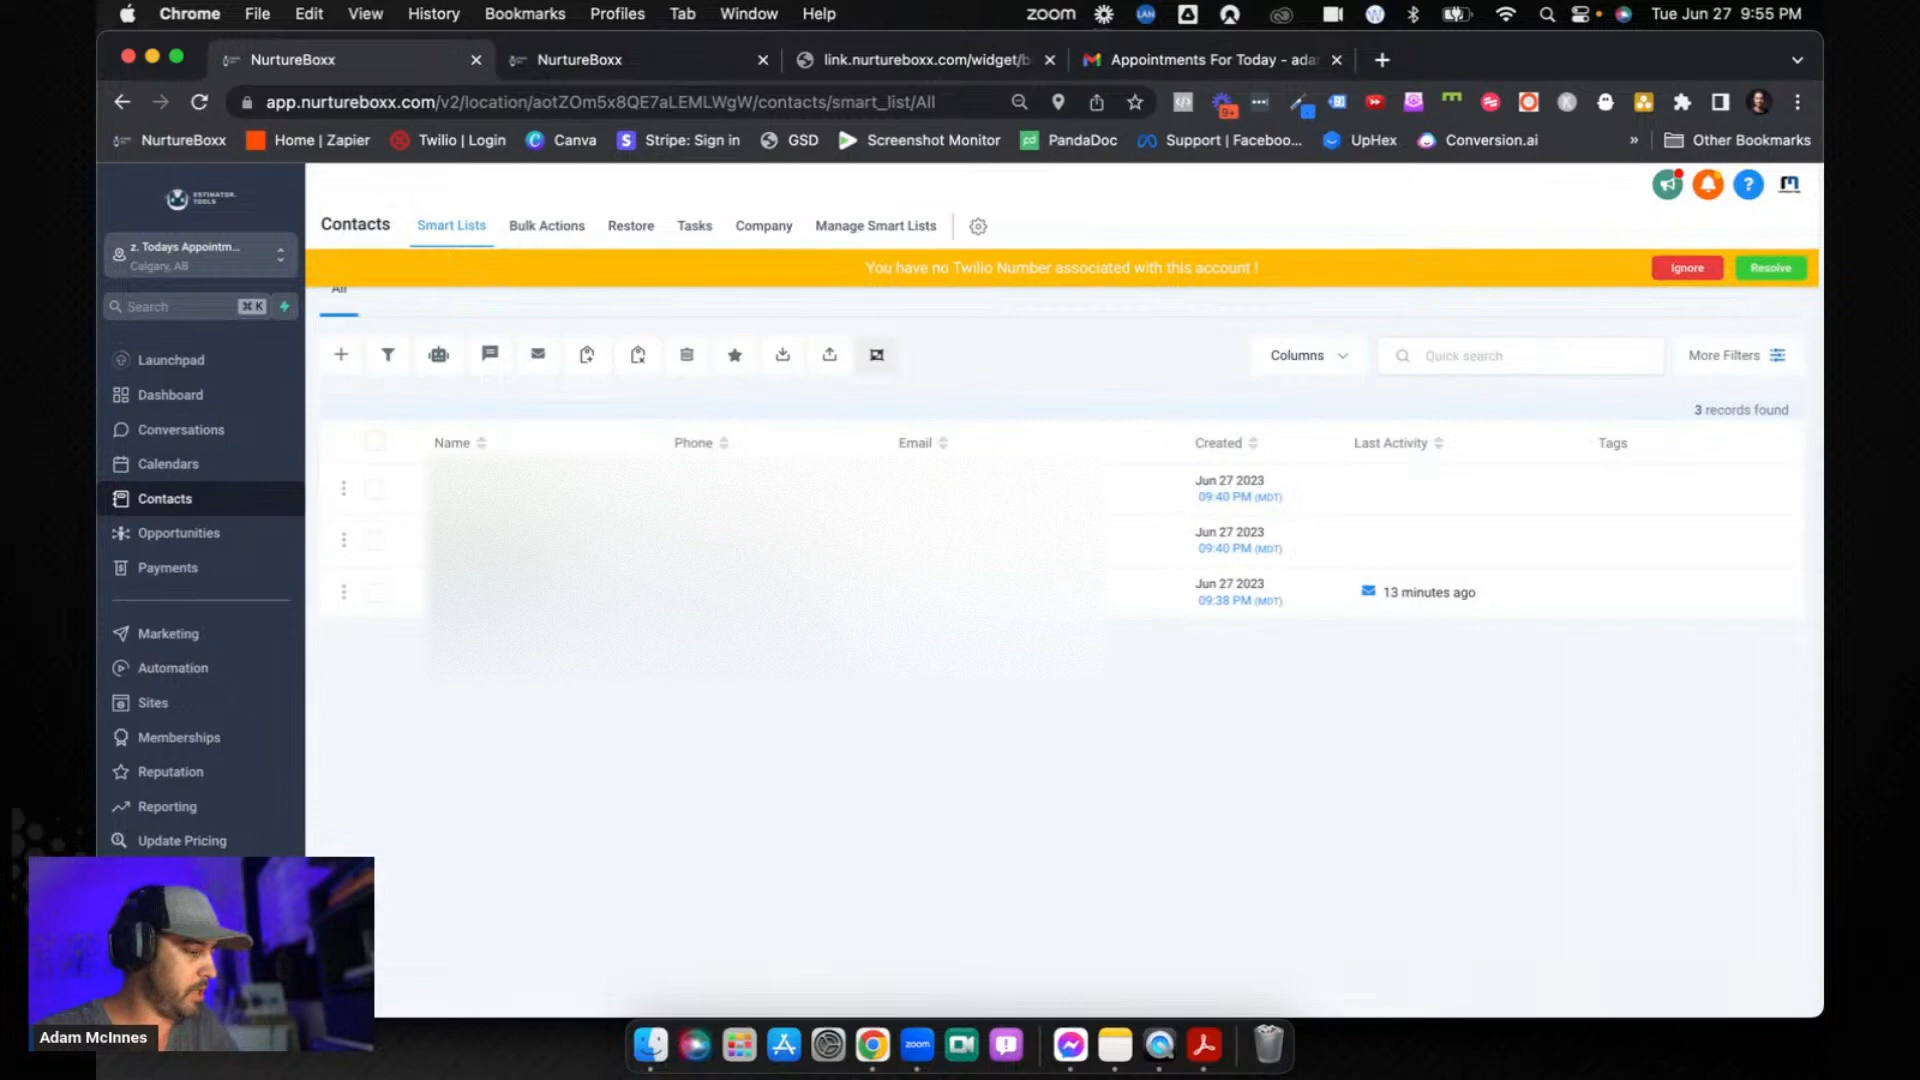 Chrome File Edit View History Bookmarks Profiles Tab Window Help zoom LAN W Tue Jun 27 9:55 PM
NurtureBoxx NurtureBoxx link.nurtureboxx.com/widget/b Appointments For Today - ada
app.nurtureboxx.com/v2/location/aotZOm5x8QE7aLEMLWgW/contacts/smart_list/All 9+
NurtureBoxx Home | Zapier Twilio | Login Canva Stripe: Sign in GSD Screenshot Monitor PandaDoc Support | Faceboo... UpHex Conversion.ai » Other Bookmarks
ESTIMATOR
TOOLS
z. Todays Appointm...
Calgary, AB
Search ⌘ K
Launchpad
Dashboard
Conversations
Calendars
Contacts
Opportunities
Payments
Marketing
Automation
Sites
Memberships
Reputation
Reporting
Update Pricing
Contacts Smart Lists Bulk Actions Restore Tasks Company Manage Smart Lists
You have no Twilio Number associated with this account ! Ignore Resolve
All
Columns Quick search More Filters
3 records found
Name Phone Email Created Last Activity Tags
Jun 27 2023
09:40 PM (MDT)
Jun 27 2023
09:40 PM (MDT)
Jun 27 2023
09:38 PM (MDT) 13 minutes ago
Adam McInnes
zoom